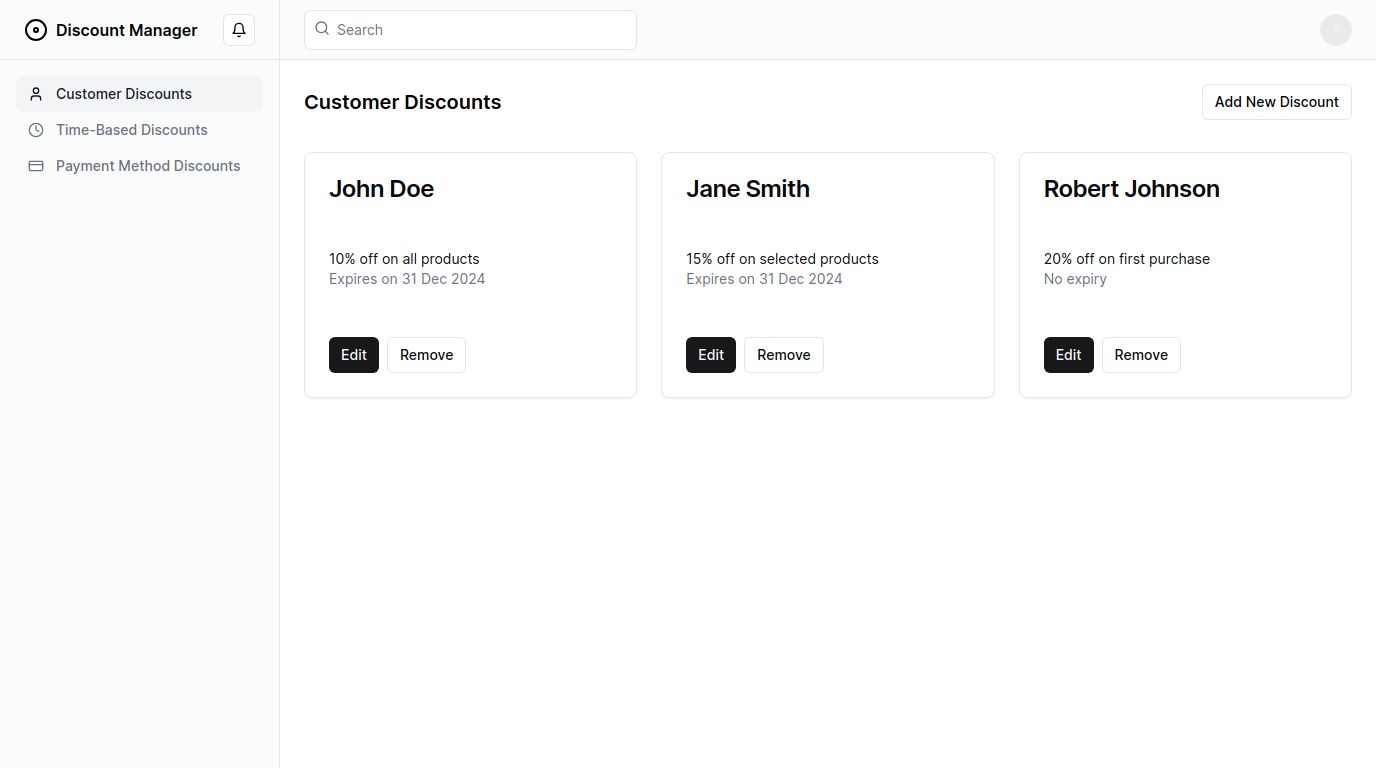 Discount Manager
Search
Customer Discounts
Time-Based Discounts
Payment Method Discounts
Customer Discounts
Add New Discount
John Doe
10% off on all products
Expires on 31 Dec 2024
Edit
Remove
Jane Smith
15% off on selected products
Expires on 31 Dec 2024
Edit
Remove
Robert Johnson
20% off on first purchase
No expiry
Edit
Remove